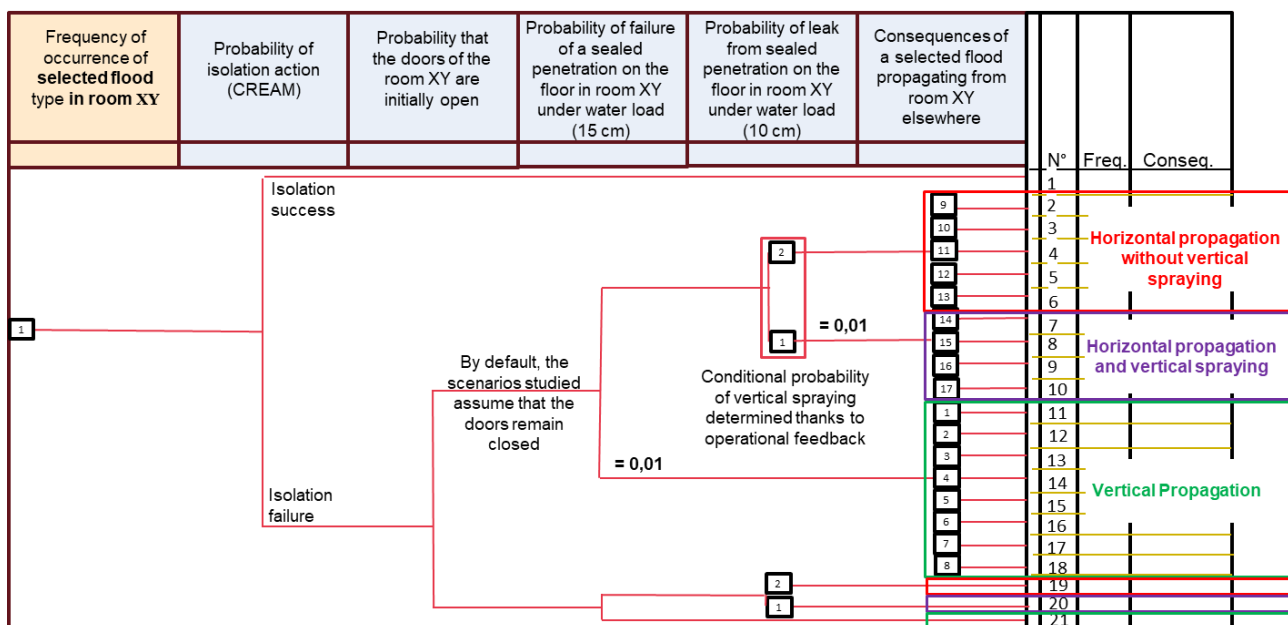 Frequency of
occurrence of
selected flood
type in room XY
Probability of
isolation action
(CREAM)
Probability that
the doors of the
room XY are
initially open
Probability of failure
of a sealed
penetration on the
floor in room XY
under water load
(15 cm)
Probability of leak
from sealed
penetration on the
floor in room XY
under water load
(10 cm)
Consequences of
a selected flood
propagating from
room XY
elsewhere
N° Freq. Conseq.
Isolation
success
1
9 2
10 3
2 11 4
12 5
13 6
Horizontal propagation
without vertical
spraying
1
= 0,01
1
14 7
15 8
16 9
17 10
Horizontal propagation
and vertical spraying
By default, the
scenarios studied
assume that the
doors remain
closed
Conditional probability
of vertical spraying
determined thanks to
operational feedback
= 0,01
1 11
2 12
3 13
4 14
5 15
6 16
7 17
8 18
Vertical Propagation
Isolation
failure
2 19
1 20
21